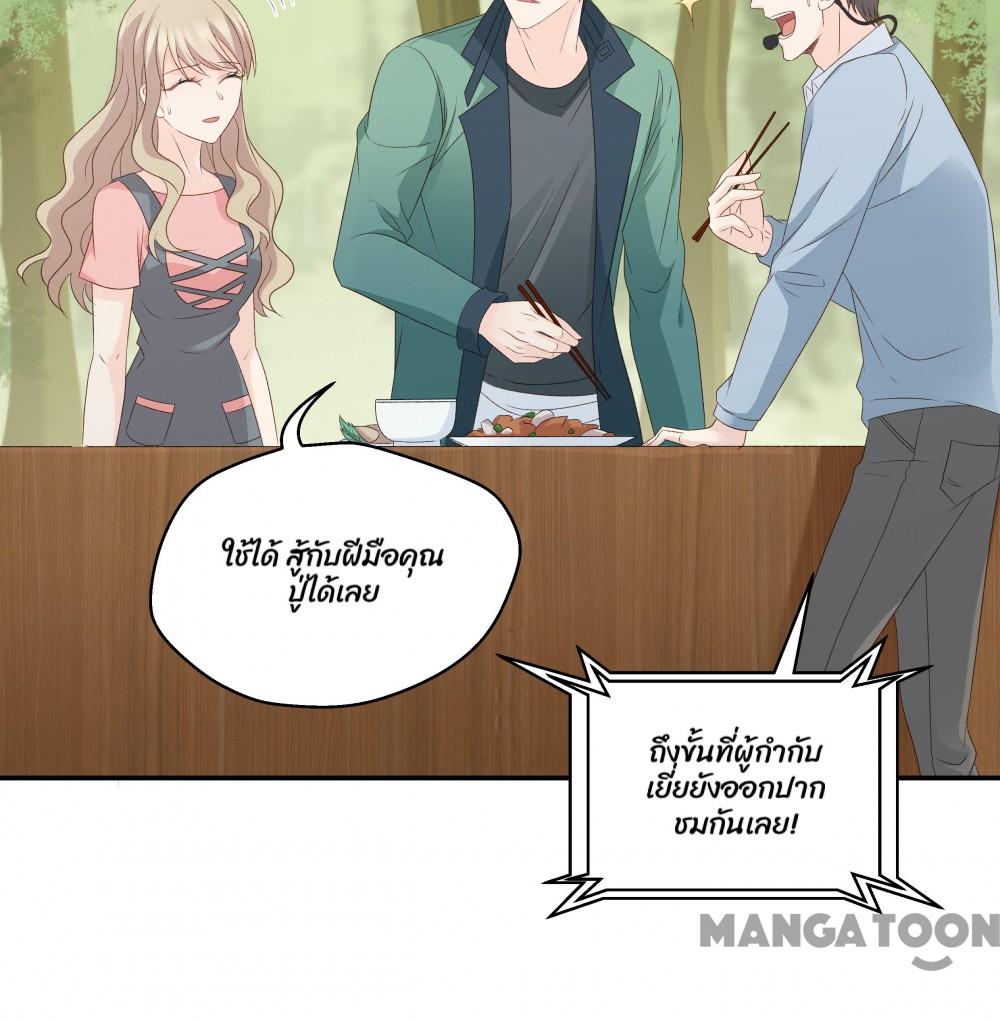 ใช้ได้ สู้กับฝีมือคุณ
ปู่ได้เลย
ถึงขั้นที่ผู้กำกับ
เยี่ยยังออกปาก
ชมกันเลย!
MANGATOON